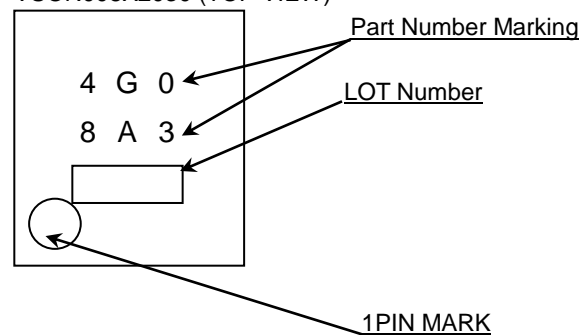 Part Number Marking
4 G 0
LOT Number
8 A 3
1PIN MARK